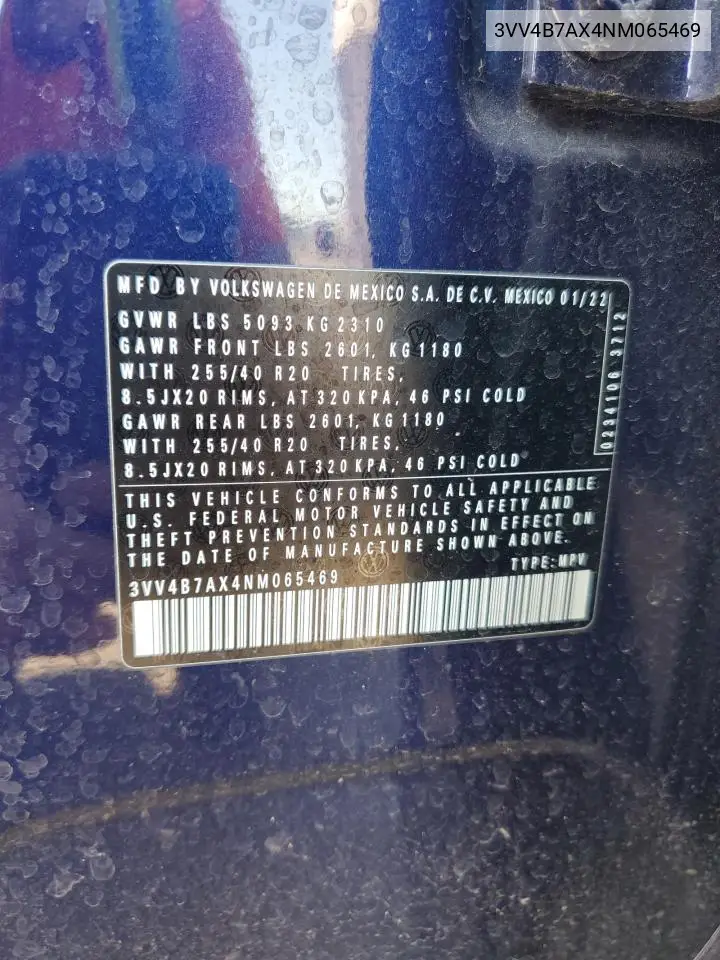 3VV4B7AX4NM065469
MFD BY VOLKSWAGEN DE MEXICO S.A. DE C.V. MEXICO 01/22
GVWR LBS 5093 KG 2310
GAWR FRONT LBS 2601, KG 1180
WITH 255/40 R20 TIRES,
8.5JX20 RIMS, AT 320 KPA, 46 PSI COLD
GAWR REAR LBS 2601, KG 1180
WITH 255/40 R20 TIRES,
8.5JX20 RIMS, AT 320 KPA, 46 PSI COLD
02341106 3712
THIS VEHICLE CONFORMS TO ALL APPLICABLE
U.S. FEDERAL MOTOR VEHICLE SAFETY AND
THEFT PREVENTION STANDARDS IN EFFECT ON
THE DATE OF MANUFACTURE SHOWN ABOVE.
TYPE: MPV
3VV4B7AX4NM065469